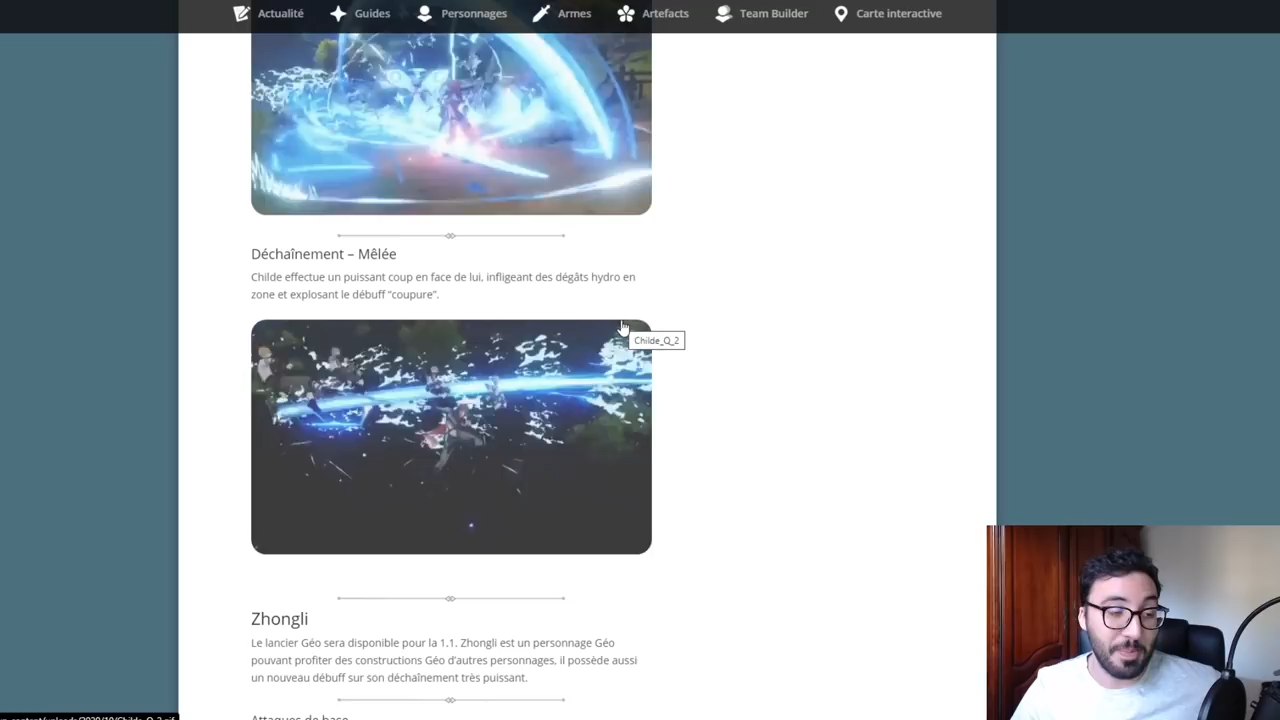 Actualité Guides Personnages Armes Artefacts Team Builder Carte interactive
Déchaînement – Mêlée
Childe effectue un puissant coup en face de lui, infligeant des dégâts hydro en
zone et explosant le débuff “coupure”.
Childe_Q_2
Zhongli
Le lancier Géo sera disponible pour la 1.1. Zhongli est un personnage Géo
pouvant profiter des constructions Géo d’autres personnages, il possède aussi
un nouveau débuff sur son déchaînement très puissant.
Attaques de base